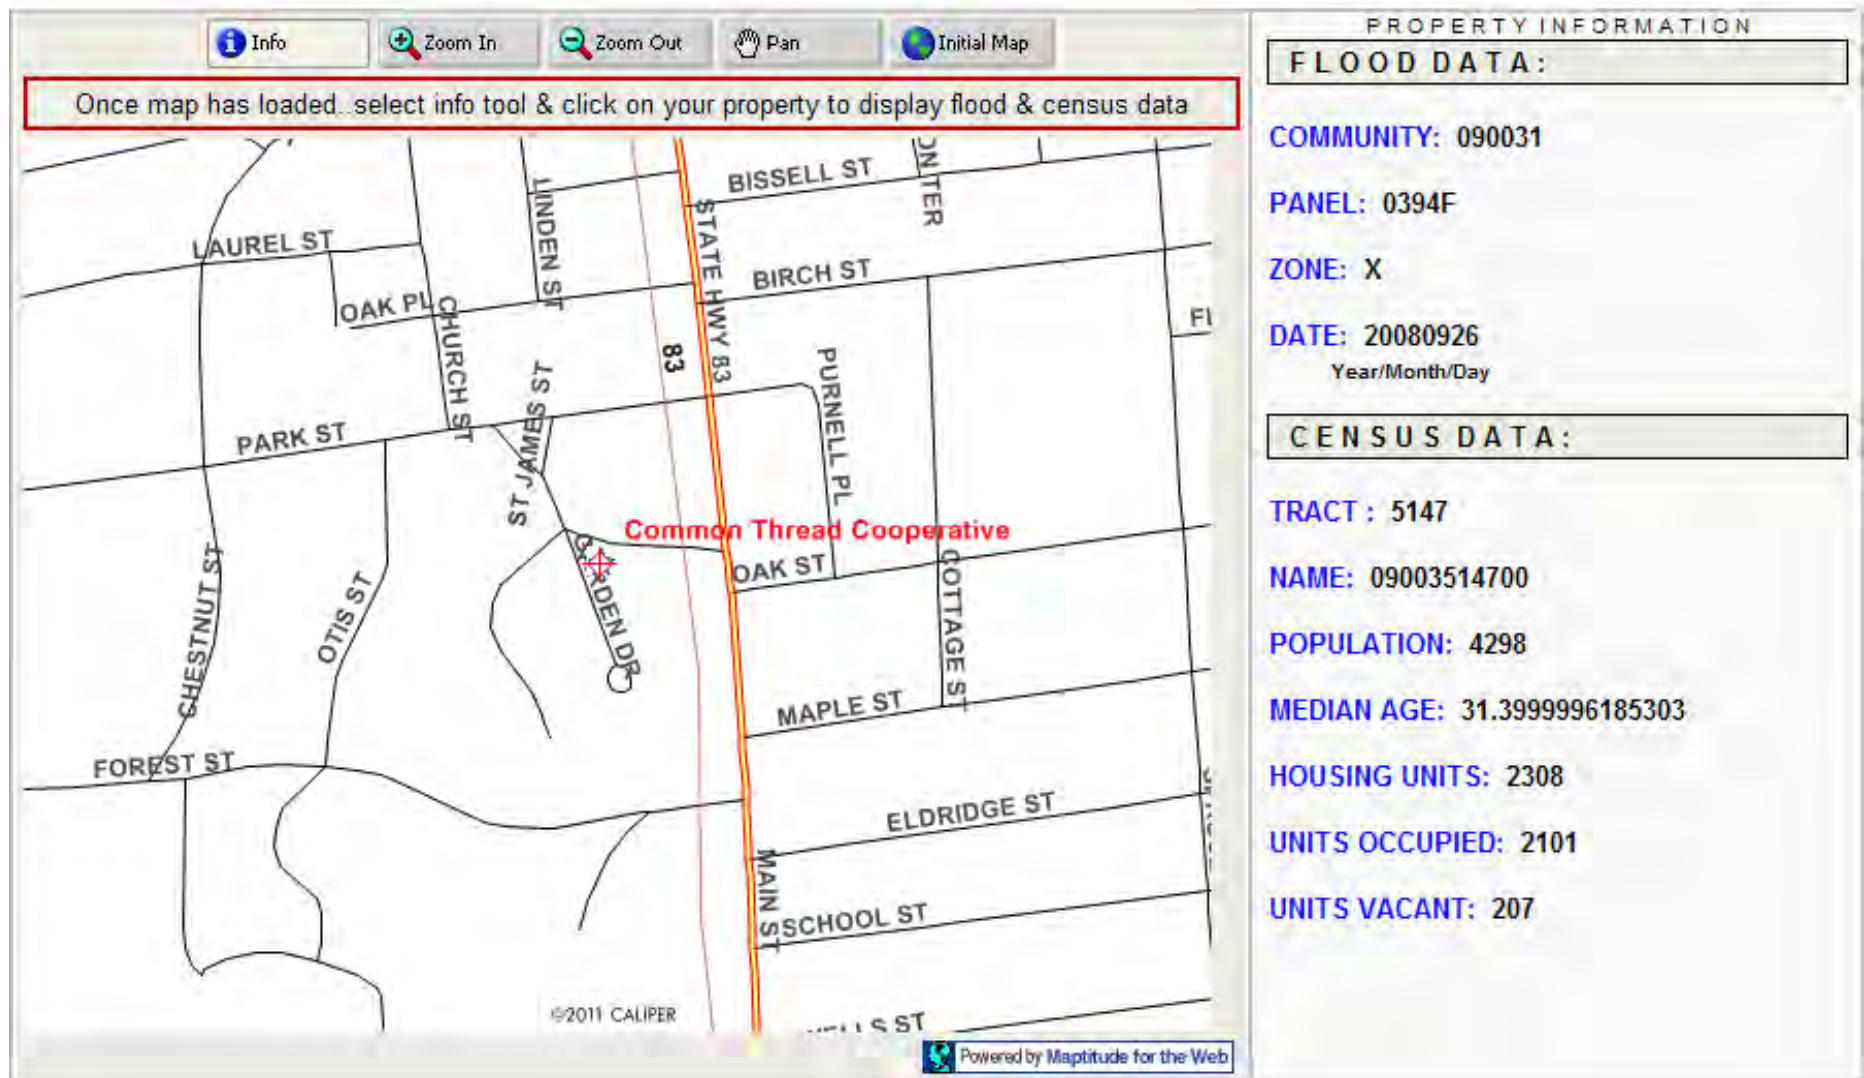 Info
Zoom In
Zoom Out
Pan
Initial Map
Once map has loaded..select info tool & click on your property to display flood & census data
BISSELL ST
LINDEN ST
STATE HWY 83
LAUREL ST
BIRCH ST
OAK PL
CHURCH ST
83
PURNELL PL
ST JAMES ST
PARK ST
Common Thread Cooperative
OAK ST
GARDEN DR
COTTAGE ST
CHESTNUT ST
OTIS ST
MAPLE ST
FOREST ST
ELDRIDGE ST
MAIN ST
SCHOOL ST
©2011 CALIPER
Powered by Maptitude for the Web
PROPERTY INFORMATION
FLOOD DATA:
COMMUNITY: 090031
PANEL: 0394F
ZONE: X
DATE: 20080926
Year/Month/Day
CENSUS DATA:
TRACT : 5147
NAME: 09003514700
POPULATION: 4298
MEDIAN AGE: 31.3999996185303
HOUSING UNITS: 2308
UNITS OCCUPIED: 2101
UNITS VACANT: 207